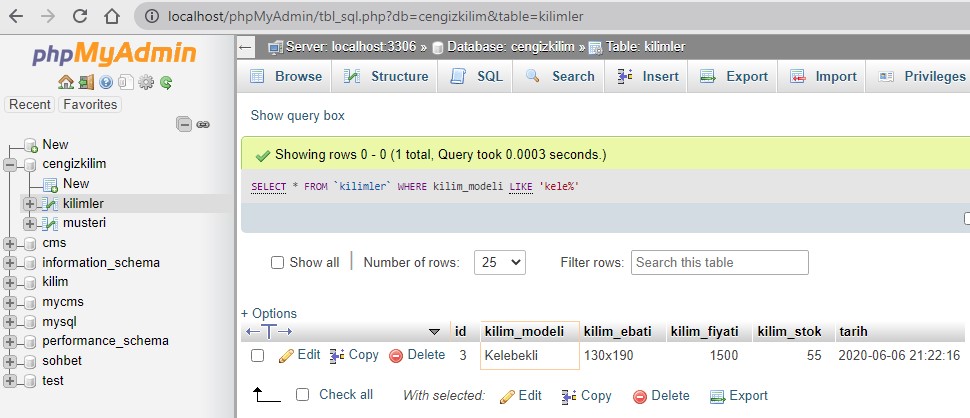 localhost/phpMyAdmin/tbl_sql.php?db=cengizkilim&table=kilimler
phpMyAdmin
Recent Favorites
New
cengizkilim
New
kilimler
musteri
cms
information_schema
kilim
mycms
mysql
performance_schema
sohbet
test
Server: localhost:3306 » Database: cengizkilim » Table: kilimler
Browse Structure SQL Search Insert Export Import Privileges
Show query box
Showing rows 0 - 0 (1 total, Query took 0.0003 seconds.)
SELECT * FROM `kilimler` WHERE kilim_modeli LIKE 'kele%'
Show all Number of rows: 25 Filter rows: Search this table
+ Options
id kilim_modeli kilim_ebati kilim_fiyati kilim_stok tarih
Edit Copy Delete 3 Kelebekli 130x190 1500 55 2020-06-06 21:22:16
Check all With selected: Edit Copy Delete Export